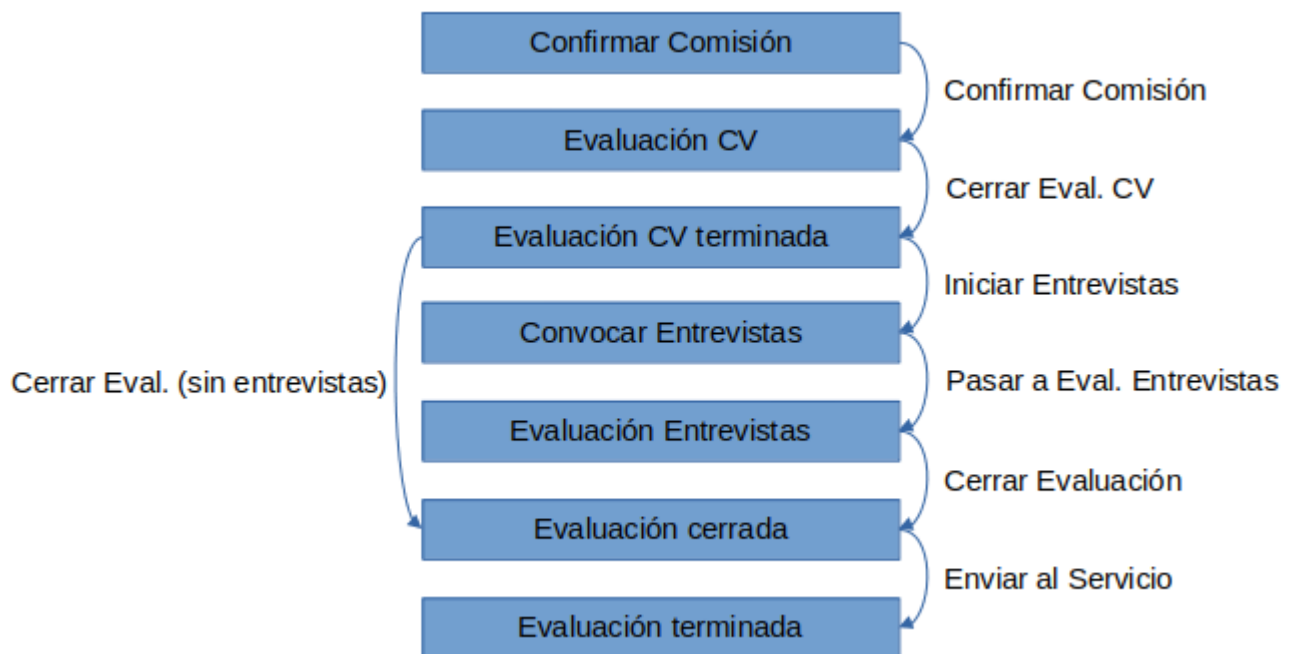 Confirmar Comisión
Confirmar Comisión
Evaluación CV
Cerrar Eval. CV
Evaluación CV terminada
Iniciar Entrevistas
Convocar Entrevistas
Cerrar Eval. (sin entrevistas)
Pasar a Eval. Entrevistas
Evaluación Entrevistas
Cerrar Evaluación
Evaluación cerrada
Enviar al Servicio
Evaluación terminada